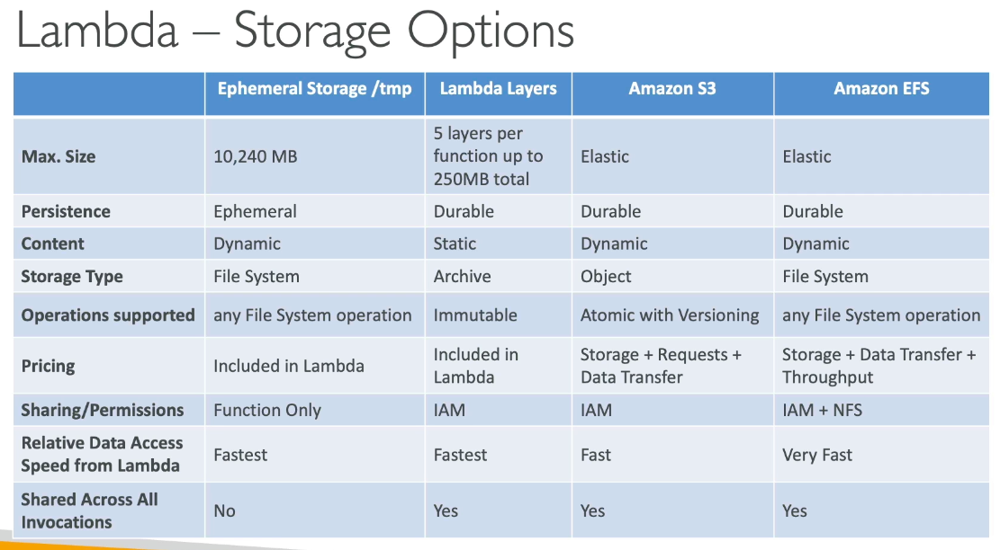 Lambda – Storage Options
Ephemeral Storage /tmp Lambda Layers Amazon S3 Amazon EFS
Max. Size
10,240 MB
5 layers per
function up to
250MB total
Elastic
Elastic
Persistence Ephemeral Durable Durable Durable
Content Dynamic Static Dynamic Dynamic
Storage Type File System Archive Object File System
Operations supported any File System operation Immutable Atomic with Versioning any File System operation
Pricing
Included in Lambda
Included in
Lambda
Storage + Requests +
Data Transfer
Storage + Data Transfer +
Throughput
Sharing/Permissions Function Only IAM IAM IAM + NFS
Relative Data Access
Speed from Lambda
Fastest Fastest Fast Very Fast
Shared Across All
Invocations
No Yes Yes Yes